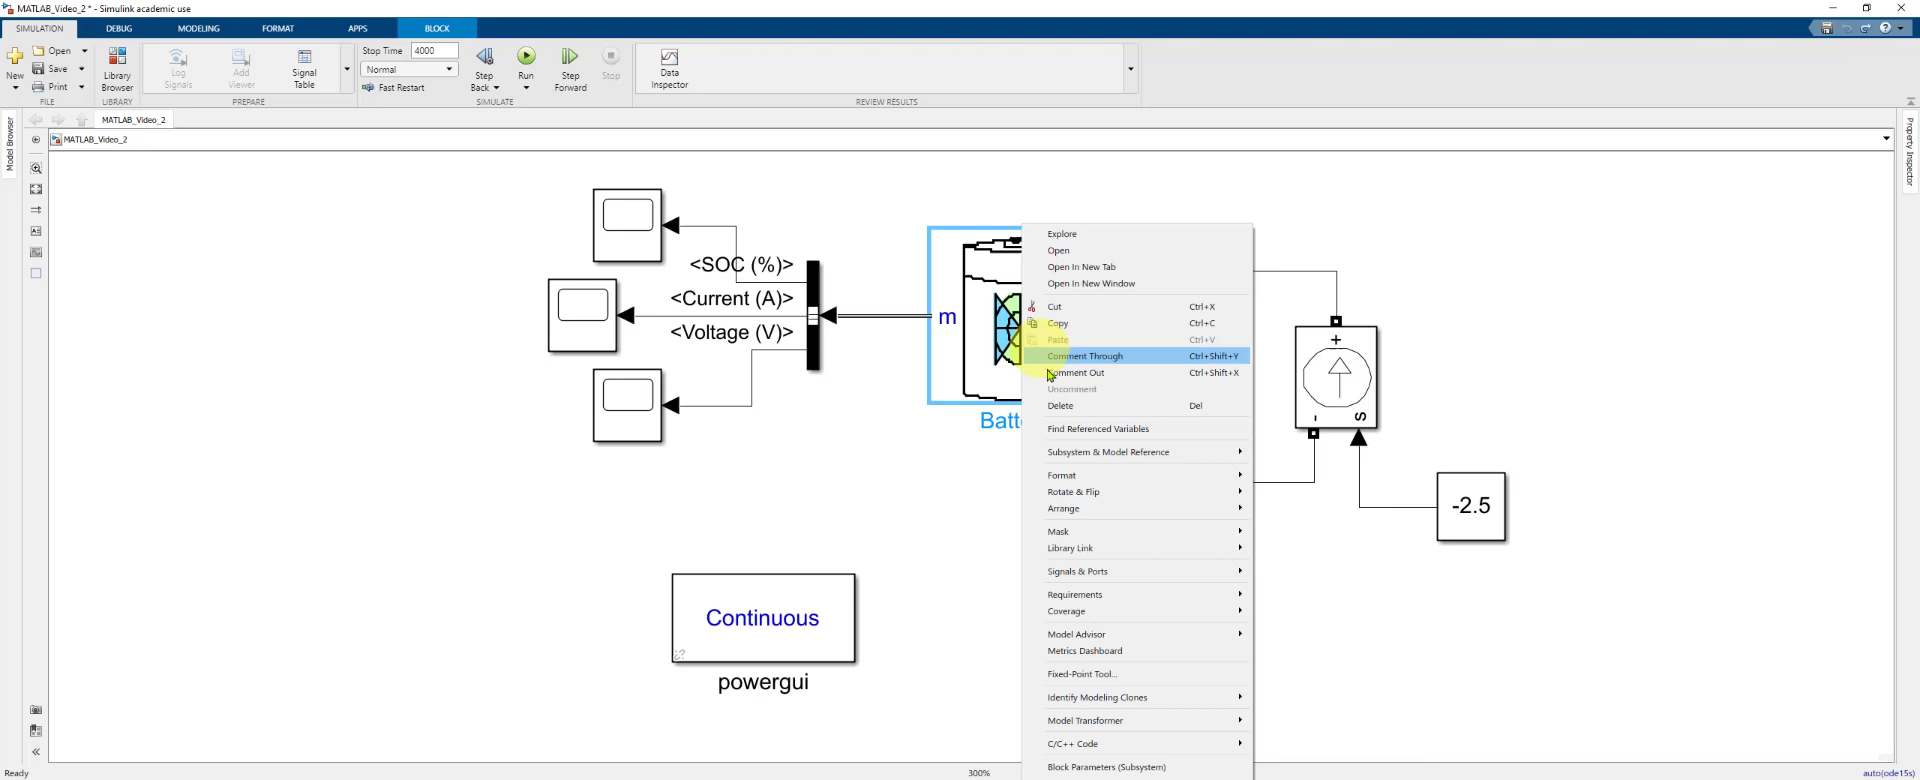 MATLAB_Video_2 * - Simulink academic use
SIMULATION
DEBUG
MODELING
FORMAT
APPS
BLOCK
New
Open
Save
Print
FILE
Library
Browser
LIBRARY
Log
Signals
Add
Viewer
Signal
Table
PREPARE
Stop Time 4000
Normal
Fast Restart
Step
Back
Run
Step
Forward
Stop
SIMULATE
Data
Inspector
REVIEW RESULTS
MATLAB_Video_2
MATLAB_Video_2
Model Browser
Property Inspector
<SOC (%)>
<Current (A)>
<Voltage (V)>
m
Batt
Explore
Open
Open In New Tab
Open In New Window
Cut Ctrl+X
Copy Ctrl+C
Paste Ctrl+V
Comment Through Ctrl+Shift+Y
Comment Out Ctrl+Shift+X
Uncomment
Delete Del
Find Referenced Variables
Subsystem & Model Reference
Format
Rotate & Flip
Arrange
Mask
Library Link
Signals & Ports
Requirements
Coverage
Model Advisor
Metrics Dashboard
Fixed-Point Tool...
Identify Modeling Clones
Model Transformer
C/C++ Code
Block Parameters (Subsystem)
+
-
s
-2.5
Continuous
powergui
Ready
300%
auto(ode15s)